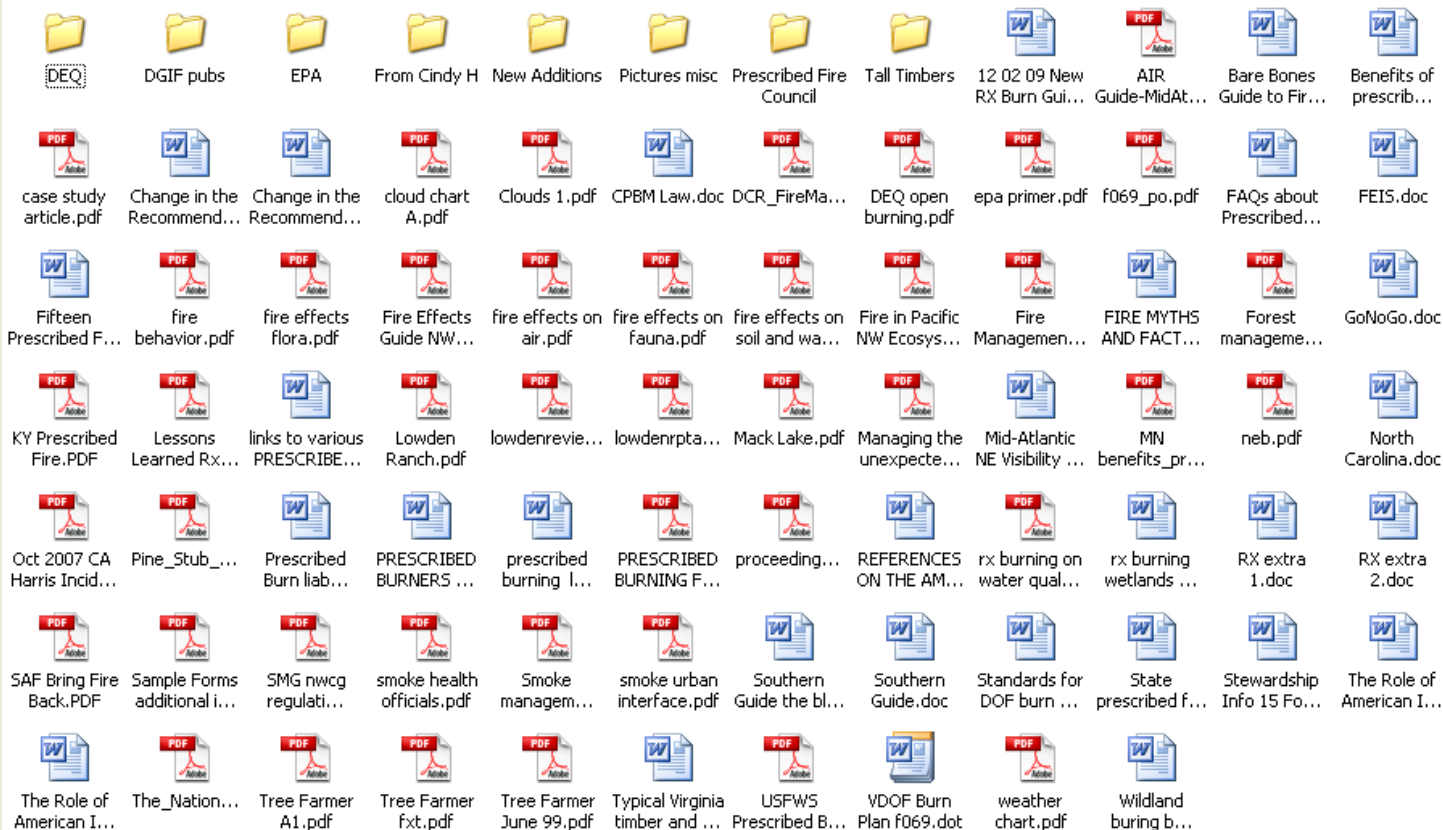 DEQ
DGIF pubs
EPA
From Cindy H
New Additions
Pictures misc
Prescribed Fire
Council
Tall Timbers
12 02 09 New
RX Burn Gui...
AIR
Guide-MidAt...
Bare Bones
Guide to Fir...
Benefits of
prescrib...
case study
article.pdf
Change in the
Recommend...
Change in the
Recommend...
cloud chart
A.pdf
Clouds 1.pdf
CPBM Law.doc
DCR_FireMa...
DEQ open
burning.pdf
epa primer.pdf
f069_po.pdf
FAQs about
Prescribed...
FEIS.doc
Fifteen
Prescribed F...
fire
behavior.pdf
fire effects
flora.pdf
Fire Effects
Guide NW...
fire effects on
air.pdf
fire effects on
fauna.pdf
fire effects on
soil and wa...
Fire in Pacific
NW Ecosys...
Fire
Managemen...
FIRE MYTHS
AND FACT...
Forest
manageme...
GoNoGo.doc
KY Prescribed
Fire.PDF
Lessons
Learned Rx...
links to various
PRESCRIBE...
Lowden
Ranch.pdf
lowdenrevie...
lowdenrpta...
Mack Lake.pdf
Managing the
unexpecte...
Mid-Atlantic
NE Visibility ...
MN
benefits_pr...
neb.pdf
North
Carolina.doc
Oct 2007 CA
Harris Incid...
Pine_Stub_...
Prescribed
Burn liab...
PRESCRIBED
BURNERS ...
prescribed
burning l...
PRESCRIBED
BURNING F...
proceeding...
REFERENCES
ON THE AM...
rx burning on
water qual...
rx burning
wetlands ...
RX extra
1.doc
RX extra
2.doc
SAF Bring Fire
Back.PDF
Sample Forms
additional i...
SMG nwcg
regulati...
smoke health
officials.pdf
Smoke
managem...
smoke urban
interface.pdf
Southern
Guide the bl...
Southern
Guide.doc
Standards for
DOF burn ...
State
prescribed f...
Stewardship
Info 15 Fo...
The Role of
American I...
The Role of
American I...
The_Nation...
Tree Farmer
A1.pdf
Tree Farmer
fxt.pdf
Tree Farmer
June 99.pdf
Typical Virginia
timber and ...
USFWS
Prescribed B...
VDOF Burn
Plan f069.dot
weather
chart.pdf
Wildland
buring b...